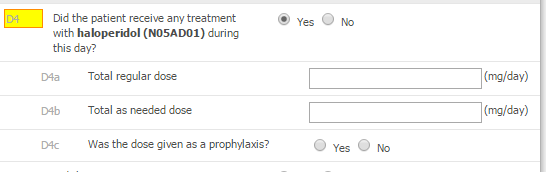 D4 Did the patient receive any treatment Yes No
with haloperidol (N05AD01) during
this day?
D4a Total regular dose (mg/day)
D4b Total as needed dose (mg/day)
D4c Was the dose given as a prophylaxis? Yes No